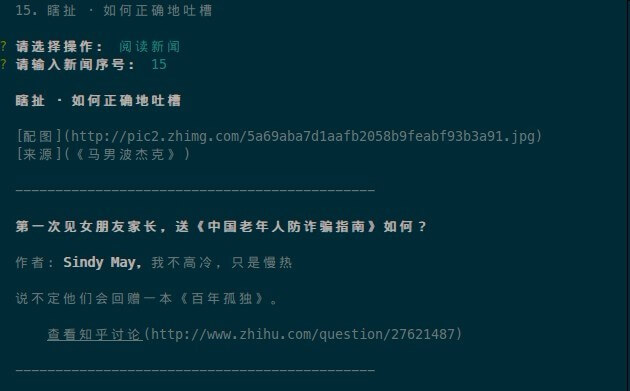 15. 瞎扯 · 如何正确地吐槽
? 请选择操作： 阅读新闻
? 请输入新闻序号： 15
瞎扯 · 如何正确地吐槽
[配图](http://pic2.zhimg.com/5a69aba7d1aafb2058b9feabf93b3a91.jpg)
[来源](《马男波杰克》)
第一次见女朋友家长，送《中国老年人防诈骗指南》如何？
作者：Sindy May，我不高冷，只是慢热
说不定他们会回赠一本《百年孤独》。
查看知乎讨论(http://www.zhihu.com/question/27621487)